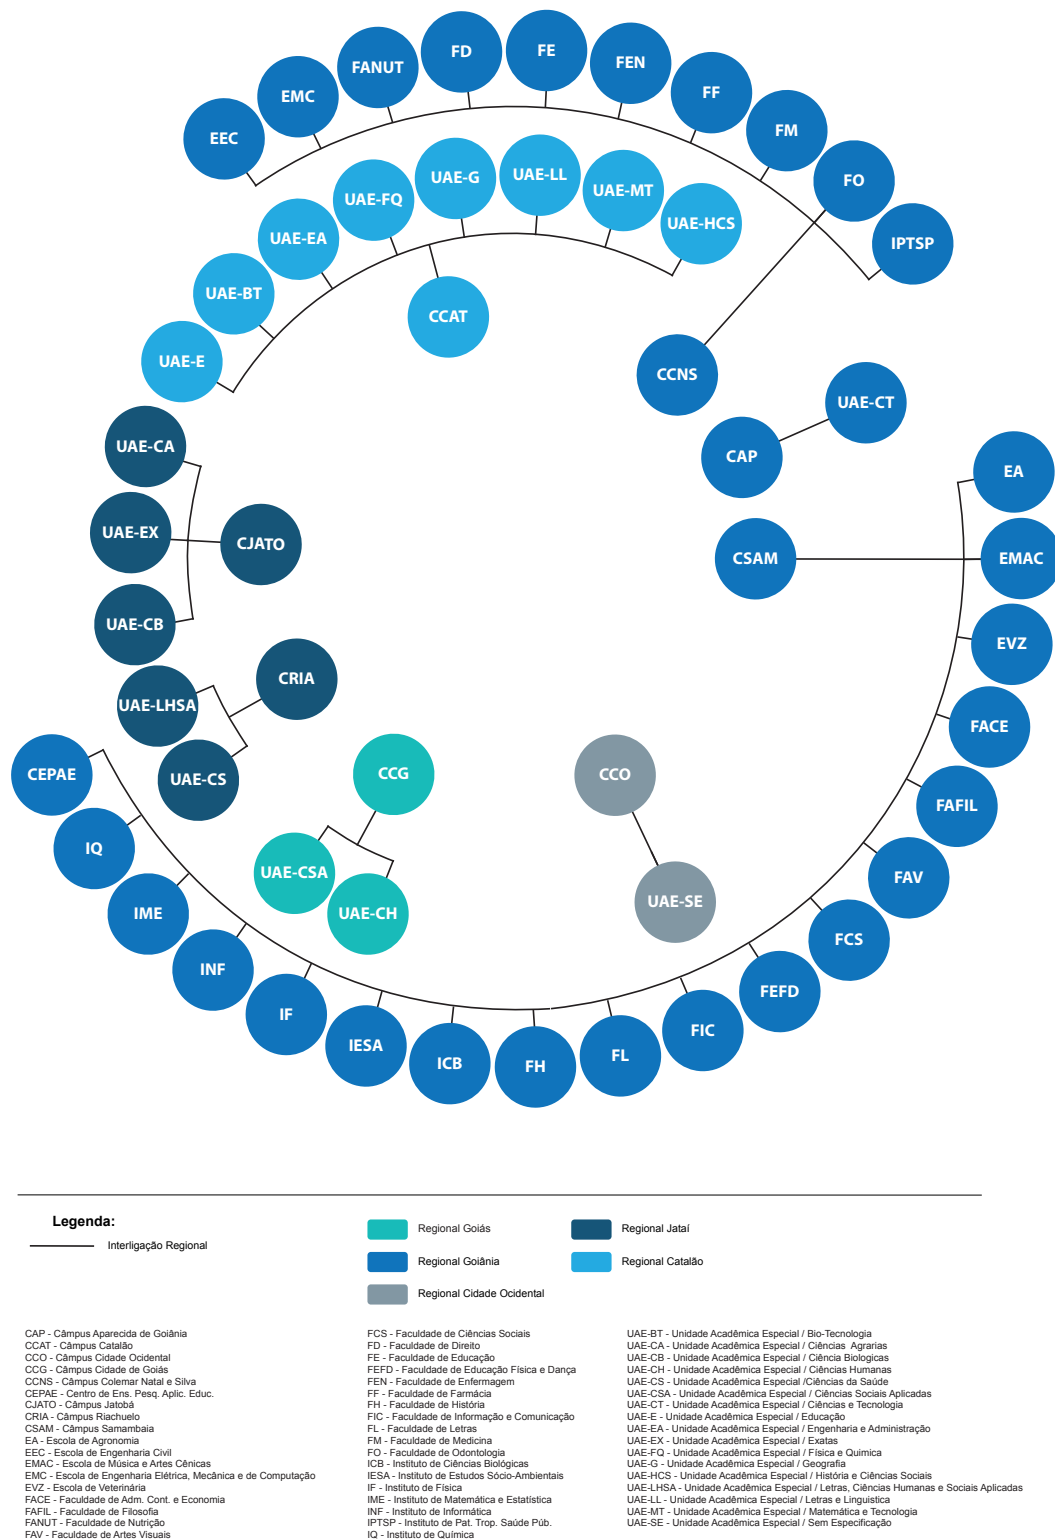 FD
FE
FEN
FANUT
FF
EMC
FM
EEC
FO
UAE-G
UAE-LL
UAE-MT
UAE-FQ
UAE-HCS
UAE-EA
IPTSP
UAE-BT
CCAT
UAE-E
CCNS
UAE-CT
UAE-CA
CAP
EA
UAE-EX
CJATO
CSAM
EMAC
UAE-CB
EVZ
CRIA
UAE-LHSA
FACE
CEPAE
UAE-CS
CCG
CCO
FAFIL
IQ
UAE-CSA
FAV
UAE-SE
IME
UAE-CH
FCS
INF
FEFD
IF
FIC
IESA
FL
ICB
FH
Legenda:
Interligação Regional
Regional Goiás
Regional Jataí
Regional Goiânia
Regional Catalão
Regional Cidade Ocidental
CAP - Câmpus Aparecida de Goiânia
CCAT - Câmpus Catalão
CCO - Câmpus Cidade Ocidental
CCG - Câmpus Cidade de Goiás
CCNS - Câmpus Colemar Natal e Silva
CEPAE - Centro de Ens. Pesq. Aplic. Educ.
CJATO - Câmpus Jatobá
CRIA - Câmpus Riachuelo
CSAM - Câmpus Samambaia
EA - Escola de Agronomia
EEC - Escola de Engenharia Civil
EMAC - Escola de Música e Artes Cênicas
EMC - Escola de Engenharia Elétrica, Mecânica e de Computação
EVZ - Escola de Veterinária
FACE - Faculdade de Adm. Cont. e Economia
FAFIL - Faculdade de Filosofia
FANUT - Faculdade de Nutrição
FAV - Faculdade de Artes Visuais
FCS - Faculdade de Ciências Sociais
FD - Faculdade de Direito
FE - Faculdade de Educação
FEFD - Faculdade de Educação Física e Dança
FEN - Faculdade de Enfermagem
FF - Faculdade de Farmácia
FH - Faculdade de História
FIC - Faculdade de Informação e Comunicação
FL - Faculdade de Letras
FM - Faculdade de Medicina
FO - Faculdade de Odontologia
ICB - Instituto de Ciências Biológicas
IESA - Instituto de Estudos Sócio-Ambientais
IF - Instituto de Física
IME - Instituto de Matemática e Estatística
INF - Instituto de Informática
IPTSP - Instituto de Pat. Trop. Saúde Púb.
IQ - Instituto de Química
UAE-BT - Unidade Acadêmica Especial / Bio-Tecnologia
UAE-CA - Unidade Acadêmica Especial / Ciências Agrarias
UAE-CB - Unidade Acadêmica Especial / Ciência Biologicas
UAE-CH - Unidade Acadêmica Especial / Ciências Humanas
UAE-CS - Unidade Acadêmica Especial /Ciências da Saúde
UAE-CSA - Unidade Acadêmica Especial / Ciências Sociais Aplicadas
UAE-CT - Unidade Acadêmica Especial / Ciências e Tecnologia
UAE-E - Unidade Acadêmica Especial / Educação
UAE-EA - Unidade Acadêmica Especial / Engenharia e Administração
UAE-EX - Unidade Acadêmica Especial / Exatas
UAE-FQ - Unidade Acadêmica Especial / Física e Quimica
UAE-G - Unidade Acadêmica Especial / Geografia
UAE-HCS - Unidade Acadêmica Especial / História e Ciências Sociais
UAE-LHSA - Unidade Acadêmica Especial / Letras, Ciências Humanas e Sociais Aplicadas
UAE-LL - Unidade Acadêmica Especial / Letras e Linguistica
UAE-MT - Unidade Acadêmica Especial / Matemática e Tecnologia
UAE-SE - Unidade Acadêmica Especial / Sem Especificação